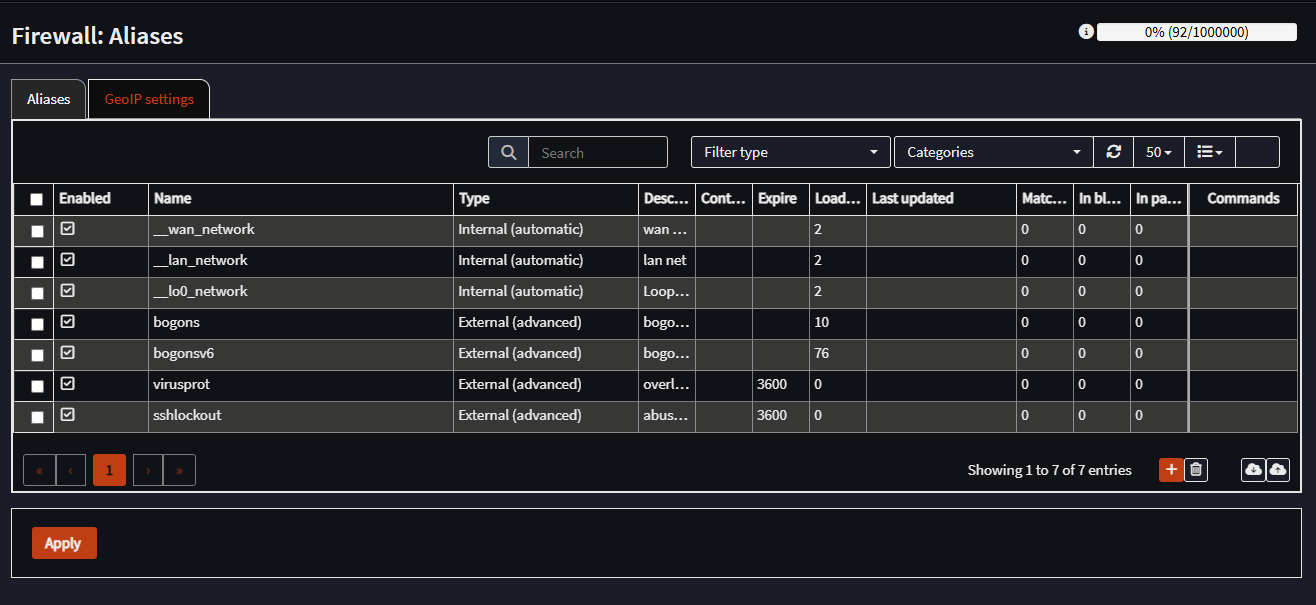 Firewall: Aliases
0% (92/1000000)
Aliases
GeoIP settings
Search
Filter type
Categories
50
Enabled Name Type Desc... Cont... Expire Load... Last updated Matc... In bl... In pa... Commands
__wan_network Internal (automatic) wan ... 2 0 0 0
__lan_network Internal (automatic) lan net 2 0 0 0
__lo0_network Internal (automatic) Loop... 2 0 0 0
bogons External (advanced) bogo... 10 0 0 0
bogonsv6 External (advanced) bogo... 76 0 0 0
virusprot External (advanced) overl... 3600 0 0 0 0
sshlockout External (advanced) abus... 3600 0 0 0 0
« ‹ 1 › »
Showing 1 to 7 of 7 entries
Apply